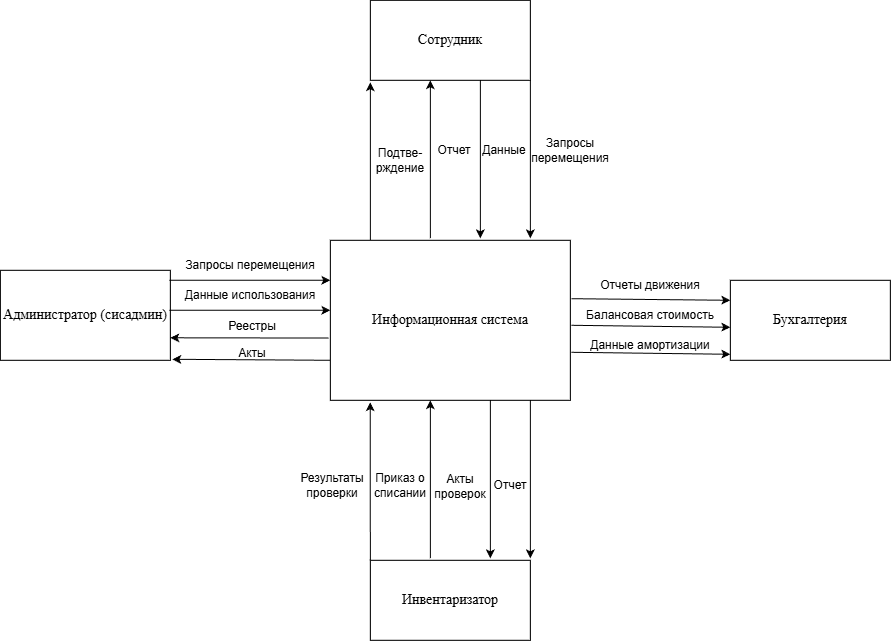 Сотрудник
Подтве-
рждение
Отчет
Данные
Запросы
перемещения
Запросы перемещения
Данные использования
Реестры
Акты
Администратор (сисадмин)
Информационная система
Отчеты движения
Балансовая стоимость
Данные амортизации
Бухгалтерия
Результаты
проверки
Приказ о
списании
Акты
проверок
Отчет
Инвентаризатор